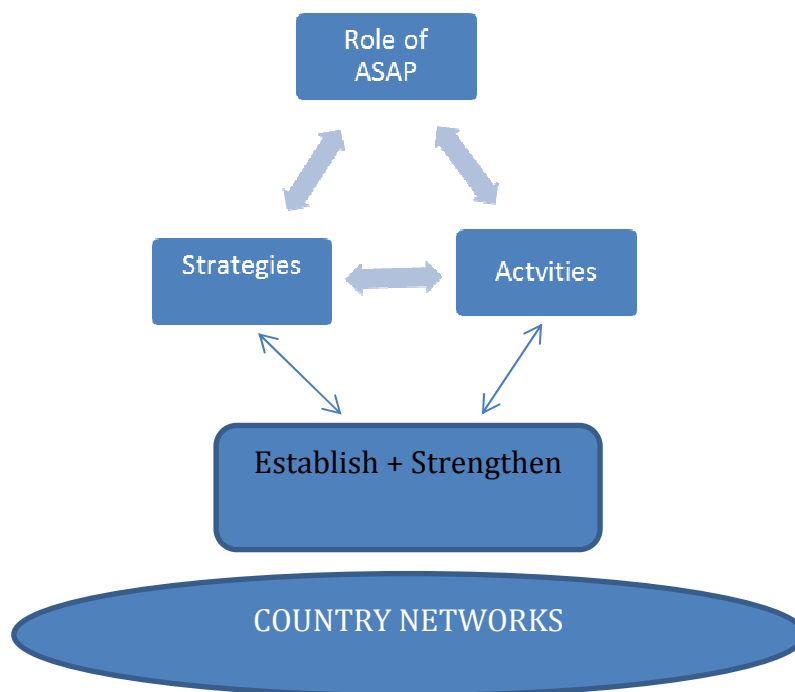 Role of
ASAP
Strategies
Actvities
Establish + Strengthen
COUNTRY NETWORKS